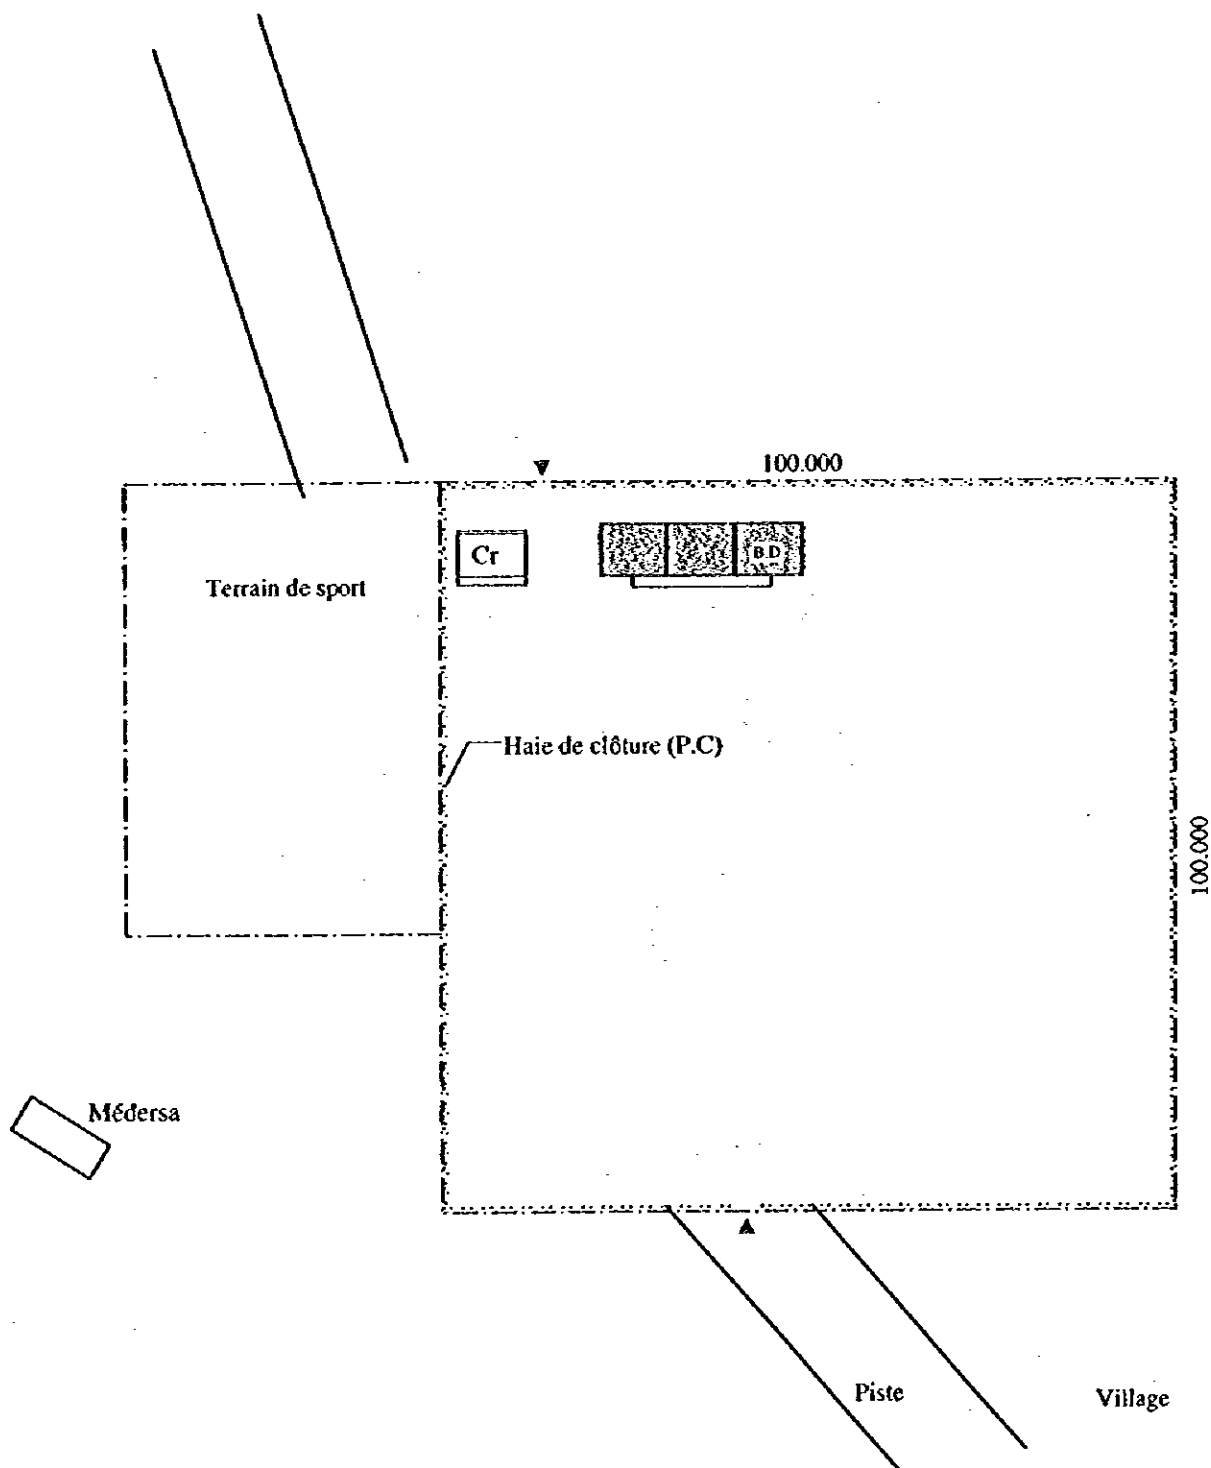 100.000
Cr
B.D
Terrain de sport
Haie de clôture (P.C)
100.000
Médersa
Piste
Village